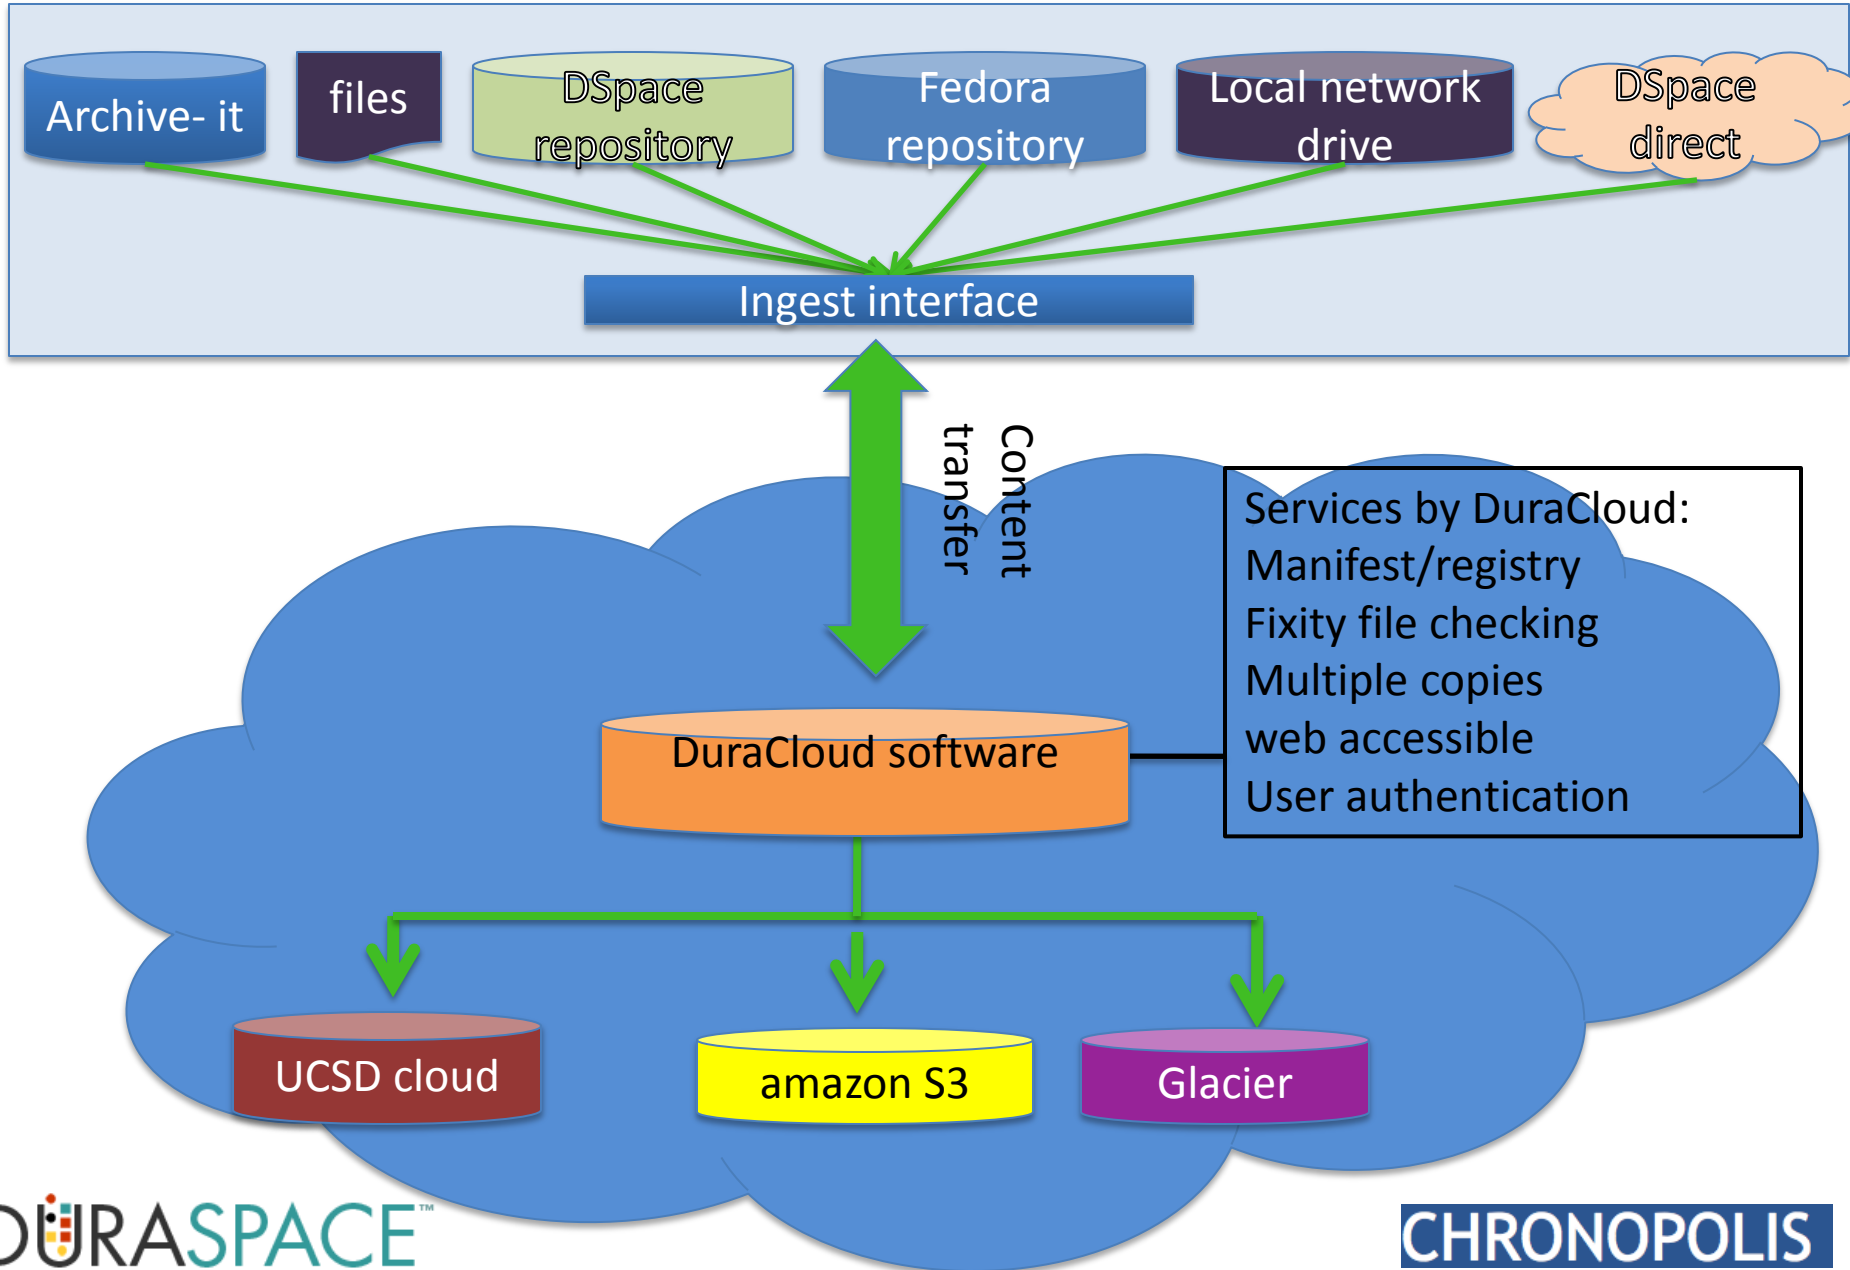 Archive- it
files
DSpace
repository
Fedora
repository
Local network
drive
DSpace
direct
Ingest interface
Content
transfer
Services by DuraCloud:
Manifest/registry
Fixity file checking
Multiple copies
web accessible
User authentication
DuraCloud software
UCSD cloud
amazon S3
Glacier
DURASPACE™
CHRONOPOLIS